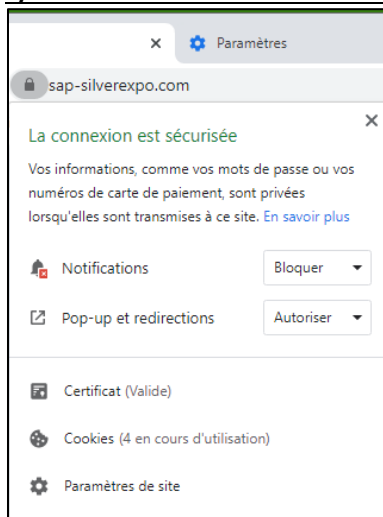 Paramètres
sap-silverexpo.com
La connexion est sécurisée
Vos informations, comme vos mots de passe ou vos
numéros de carte de paiement, sont privées
lorsqu'elles sont transmises à ce site. En savoir plus
Notifications Bloquer
Pop-up et redirections Autoriser
Certificat (Valide)
Cookies (4 en cours d'utilisation)
Paramètres de site